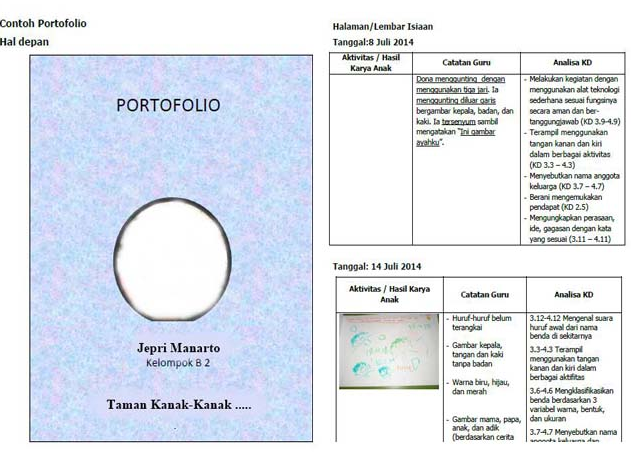 Contoh Portofolio
Hal depan
PORTOFOLIO
Jepri Manarto
Kelompok B 2
Taman Kanak-Kanak .....
Halaman/Lembar Isiaan
Tanggal:8 Juli 2014
Aktivitas / Hasil
Karya Anak
Catatan Guru
Analisa KD
Dona menggunting dengan
menggunakan tiga jari. Ia
menggunting diluar garis
bergambar kepala, badan, dan
kaki. Ia tersenyum sambil
mengatakan "Ini gambar
ayahku".
- Melakukan kegiatan dengan
menggunakan alat teknologi
sederhana sesuai fungsinya
secara aman dan ber-
tanggungjawab (KD 3.9-4.9)
- Terampil menggunakan
tangan kanan dan kiri
dalam berbagai aktivitas
(KD 3.3 – 4.3)
- Menyebutkan nama anggota
keluarga (KD 3.7 – 4.7)
- Berani mengemukakan
pendapat (KD 2.5)
- Mengungkapkan perasaan,
ide, gagasan dengan kata
yang sesuai (3.11 – 4.11)
Tanggal: 14 Juli 2014
Aktivitas / Hasil Karya
Anak
Catatan Guru
Analisa KD
- Huruf-huruf belum
terangkai
- Gambar kepala,
tangan dan kaki
tanpa badan
- Warna biru, hijau,
dan merah
- Gambar mama, papa,
anak, dan adik
(berdasarkan cerita
3.12-4.12 Mengenal suara
huruf awal dari nama
benda di sekitarnya
3.3-4.3 Terampil
menggunakan tangan
kanan dan kiri dalam
berbagai aktifitas
3.6-4.6 Mengklasifikasikan
benda berdasarkan 3
variabel warna, bentuk,
dan ukuran
3.7-4.7 Menyebutkan nama
anggota keluarga dan